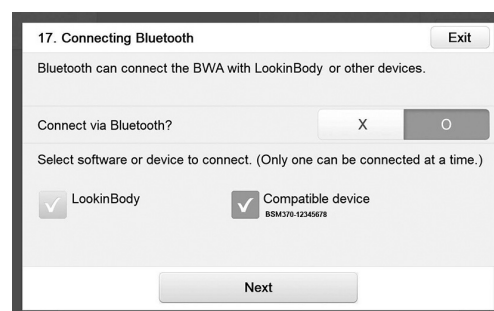 17. Connecting Bluetooth
Exit
Bluetooth can connect the BWA with LookinBody or other devices.
Connect via Bluetooth?
X
O
Select software or device to connect. (Only one can be connected at a time.)
LookinBody
Compatible device
BSM370-12345678
Next